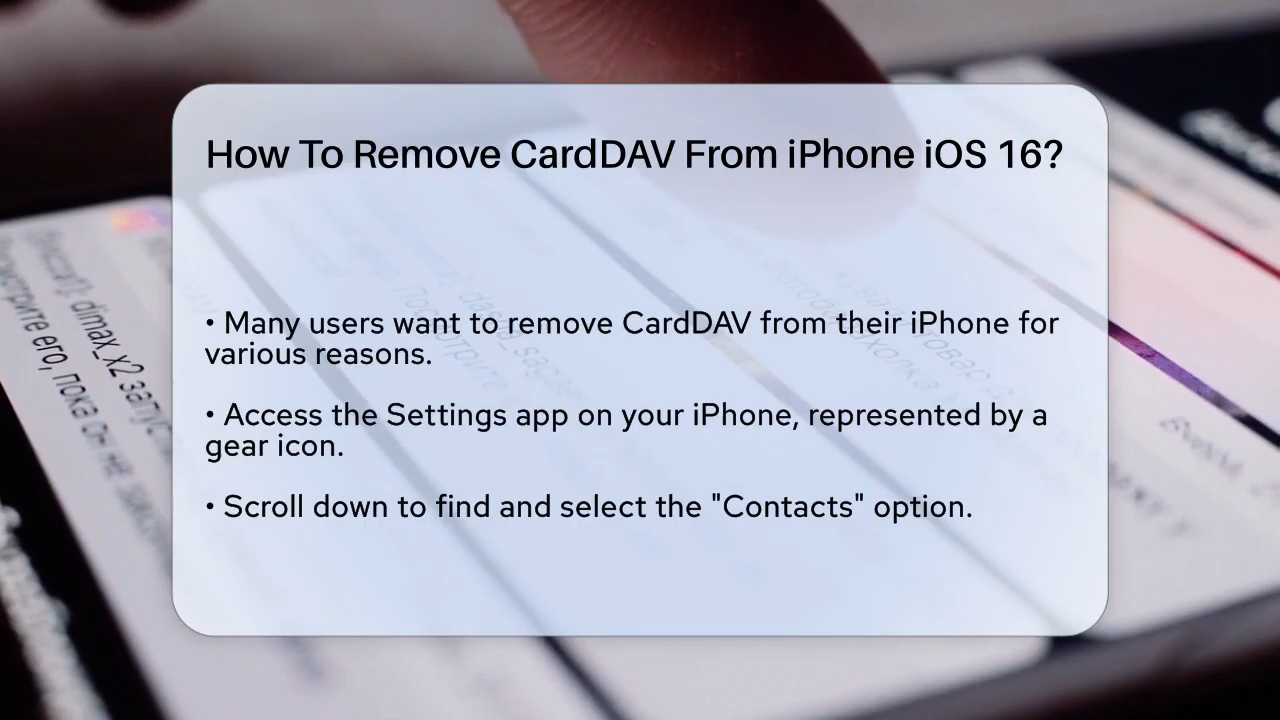 How To Remove CardDAV From iPhone iOS 16?
• Many users want to remove CardDAV from their iPhone for
various reasons.
• Access the Settings app on your iPhone, represented by a
gear icon.
• Scroll down to find and select the "Contacts" option.
dimax_x2 запус